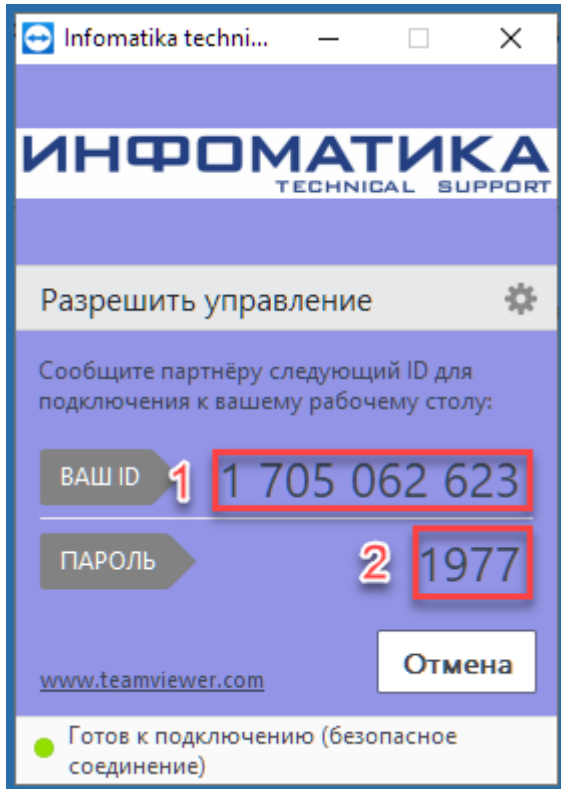 Infomatika techni...
ИНФОМАТИКА
TECHNICAL SUPPORT
Разрешить управление
Сообщите партнёру следующий ID для
подключения к вашему рабочему столу:
ВАШ ID 1 1 705 062 623
ПАРОЛЬ 2 1977
Отмена
www.teamviewer.com
Готов к подключению (безопасное
соединение)